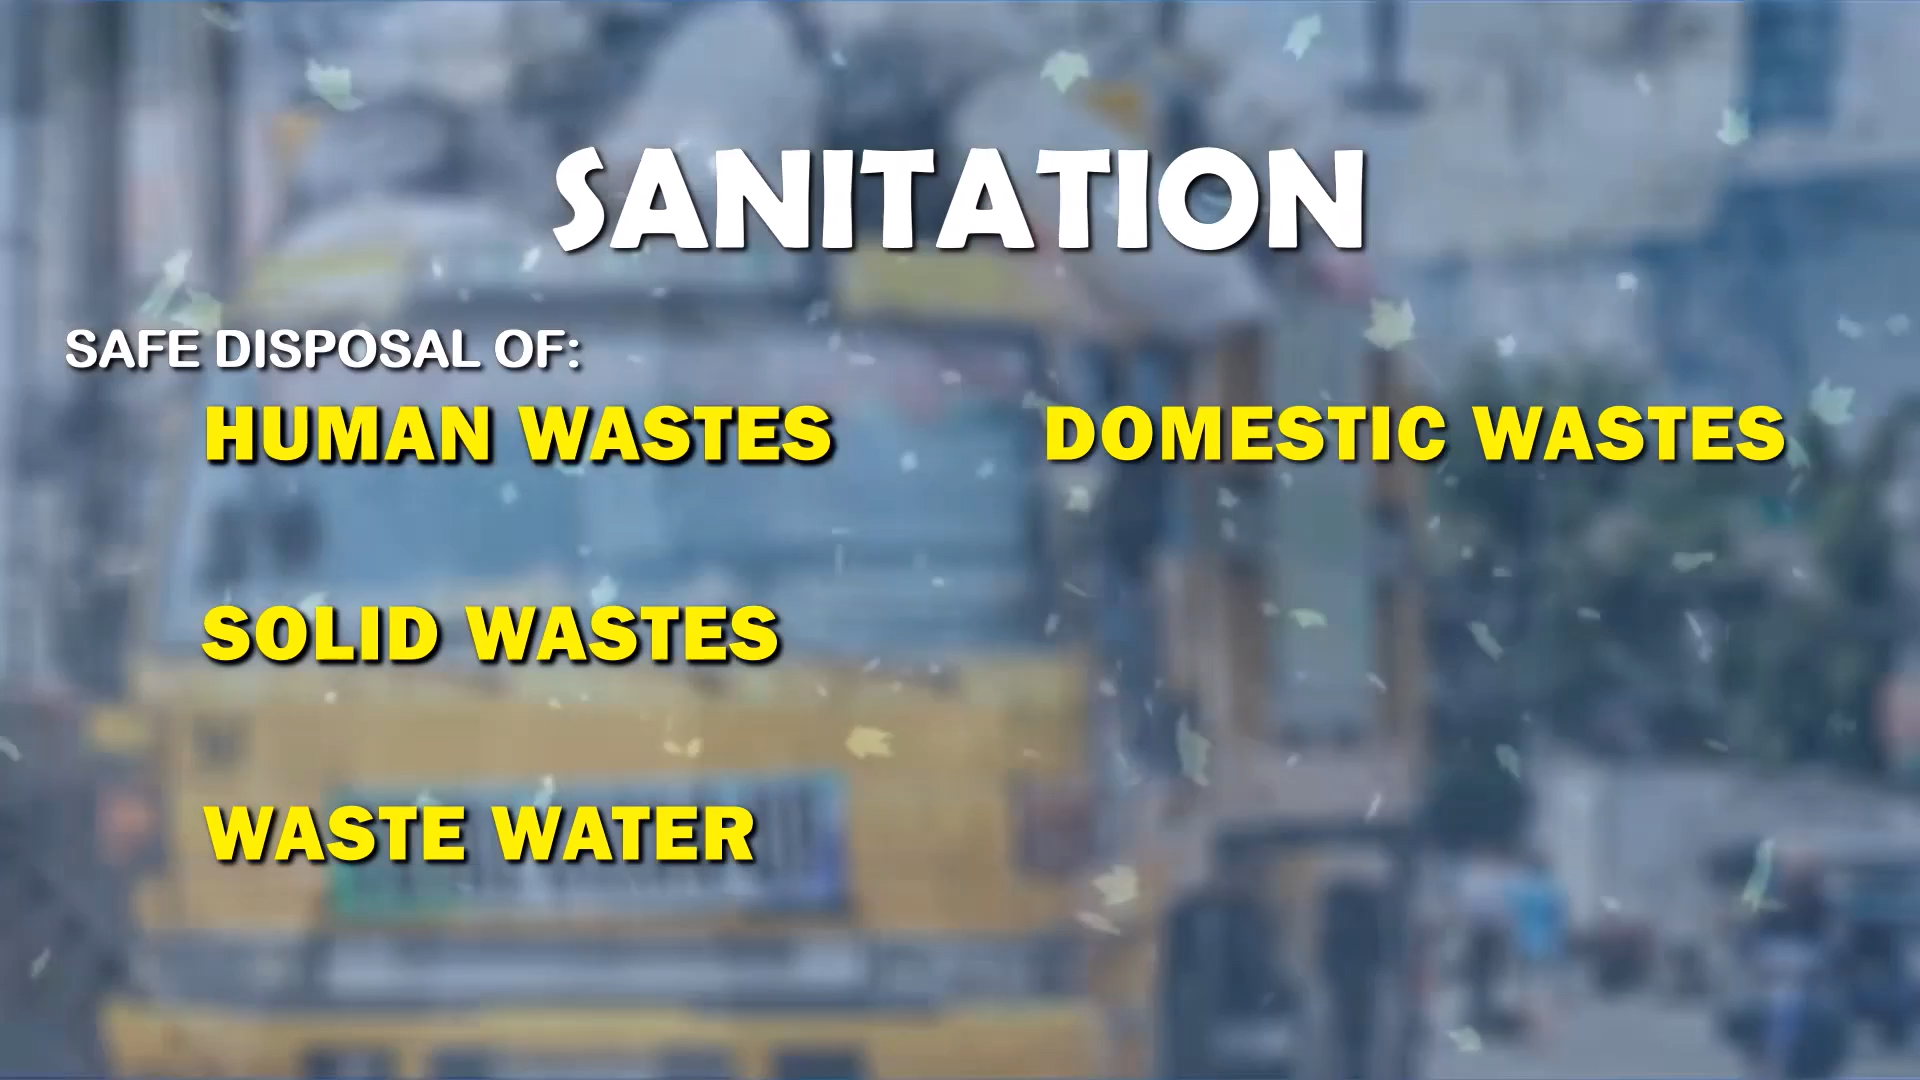 SANITATION
SAFE DISPOSAL OF:
HUMAN WASTES
DOMESTIC WASTES
SOLID WASTES
WASTE WATER